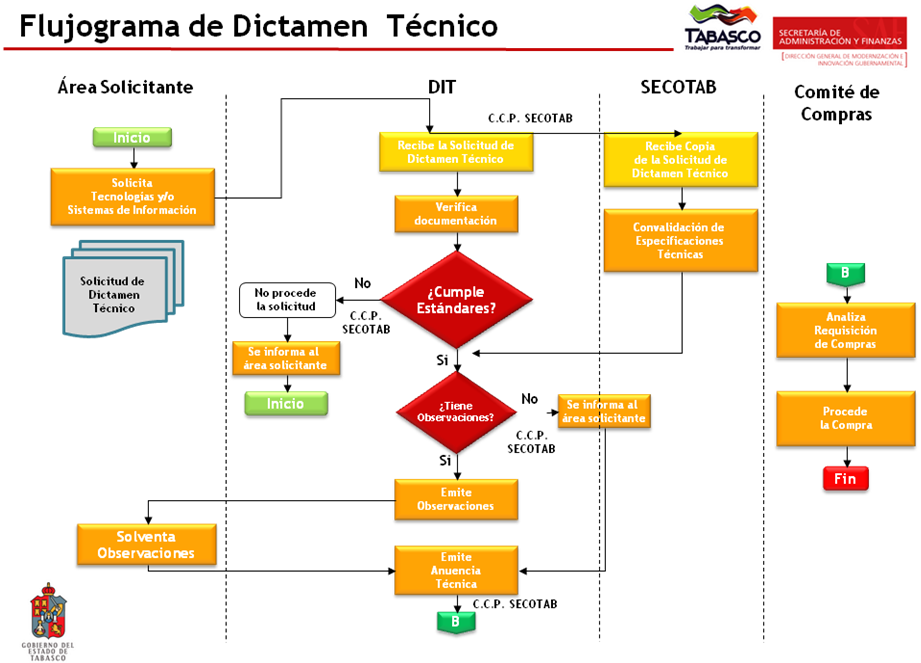 Flujograma de Dictamen Técnico
TABASCO
Trabajar para transformar
SECRETARÍA DE
ADMINISTRACIÓN Y FINANZAS
DIRECCIÓN GENERAL DE MODERNIZACIÓN E
INNOVACIÓN GUBERNAMENTAL
Área Solicitante
DIT
SECOTAB
Comité de
Compras
Inicio
Solicita
Tecnologías y/o
Sistemas de Información
Solicitud de
Dictamen
Técnico
C.C.P. SECOTAB
Recibe la Solicitud de
Dictamen Técnico
Verifica
documentación
¿Cumple
Estándares?
No
C.C.P.
SECOTAB
No procede
la solicitud
Se informa al
área solicitante
Inicio
Si
¿Tiene
Observaciones?
No
C.C.P.
SECOTAB
Se informa al
área solicitante
Si
Emite
Observaciones
Solventa
Observaciones
Emite
Anuencia
Técnica
C.C.P. SECOTAB
B
Recibe Copia
de la Solicitud de
Dictamen Técnico
Convalidación de
Especificaciones
Técnicas
B
Analiza
Requisición
de Compras
Procede
la Compra
Fin
GOBIERNO DEL
ESTADO DE
TABASCO